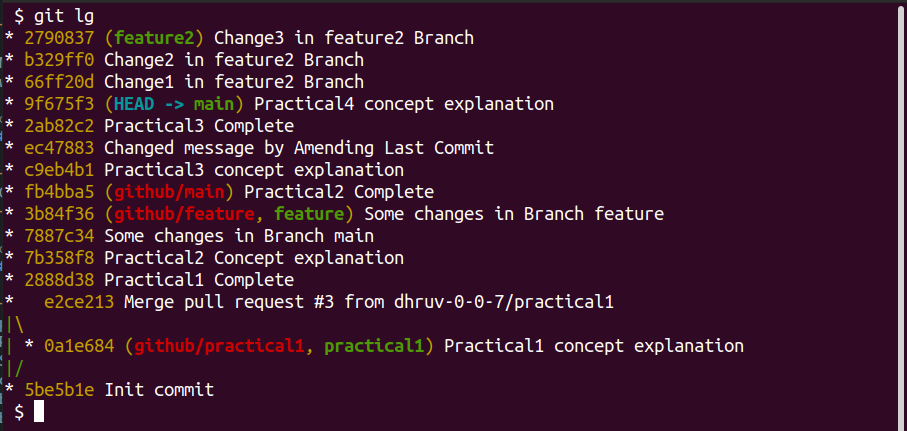 $ git lg
* 2790837 (feature2) Change3 in feature2 Branch
* b329ff0 Change2 in feature2 Branch
* 66ff20d Change1 in feature2 Branch
* 9f675f3 (HEAD -> main) Practical4 concept explanation
* 2ab82c2 Practical3 Complete
* ec47883 Changed message by Amending Last Commit
* c9eb4b1 Practical3 concept explanation
* fb4bba5 (github/main) Practical2 Complete
* 3b84f36 (github/feature, feature) Some changes in Branch feature
* 7887c34 Some changes in Branch main
* 7b358f8 Practical2 Concept explanation
* 2888d38 Practical1 Complete
*   e2ce213 Merge pull request #3 from dhruv-0-0-7/practical1
|\
| * 0a1e684 (github/practical1, practical1) Practical1 concept explanation
|/
* 5be5b1e Init commit
$